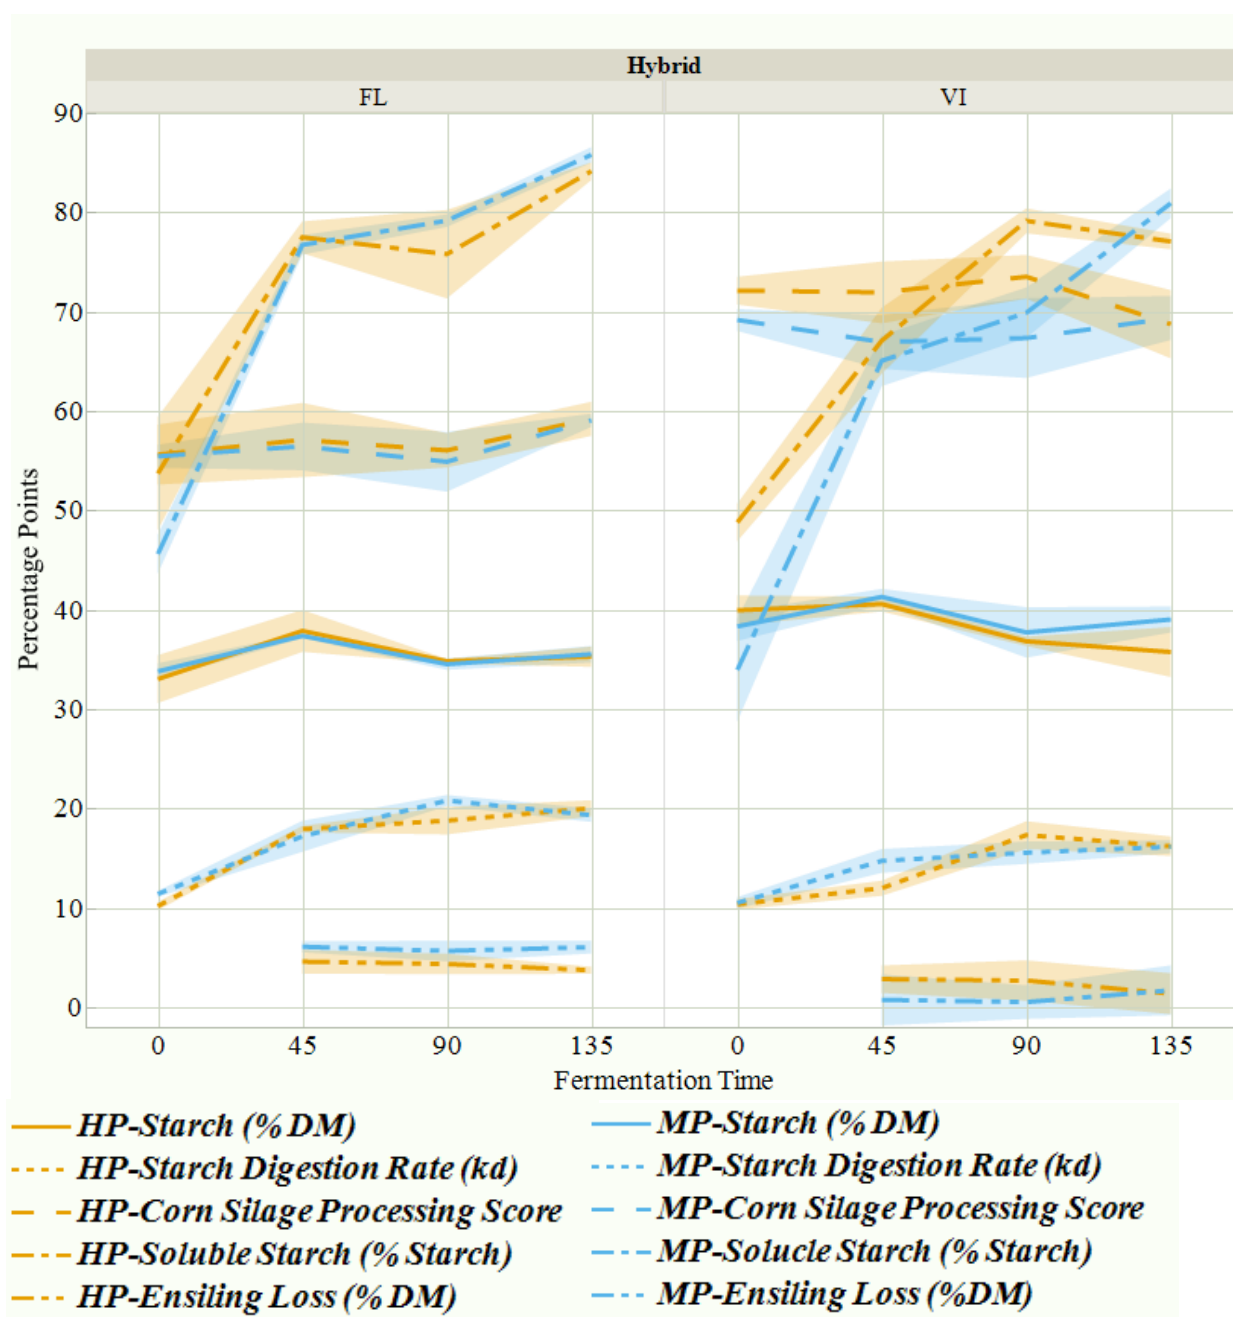 Hybrid
FL VI
90
80
70
60
50
40
30
20
10
0
Percentage Points
0 45 90 135 0 45 90 135
Fermentation Time
HP-Starch (% DM) MP-Starch (% DM)
HP-Starch Digestion Rate (kd) MP-Starch Digestion Rate (kd)
HP-Corn Silage Processing Score MP-Corn Silage Processing Score
HP-Soluble Starch (% Starch) MP-Solucle Starch (% Starch)
HP-Ensiling Loss (% DM) MP-Ensiling Loss (%DM)